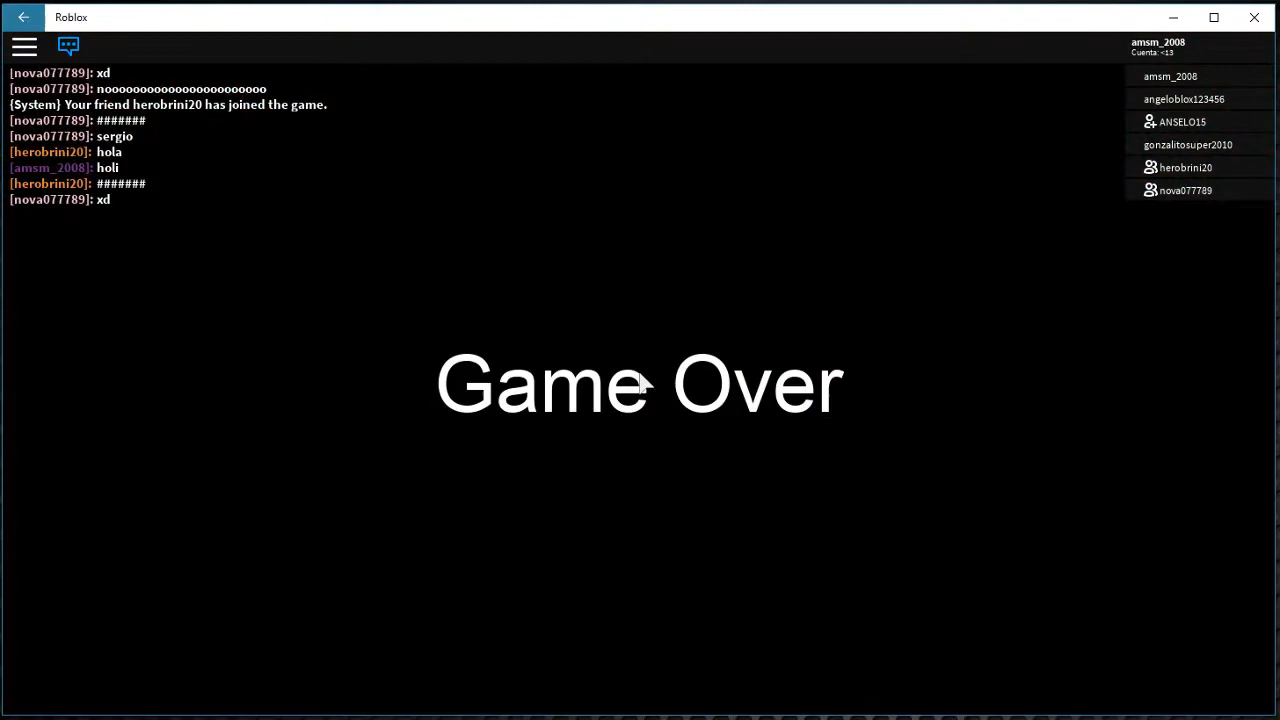 Roblox
amsm_2008
Cuenta: <13
[nova077789]: xd
[nova077789]: nooooooooooooooooooooooo
{System} Your friend herobrini20 has joined the game.
[nova077789]: #######
[nova077789]: sergio
[herobrini20]: hola
[amsm_2008]: holi
[herobrini20]: #######
[nova077789]: xd
amsm_2008
angeloblox123456
ANSELO15
gonzalitosuper2010
herobrini20
nova077789
Game Over